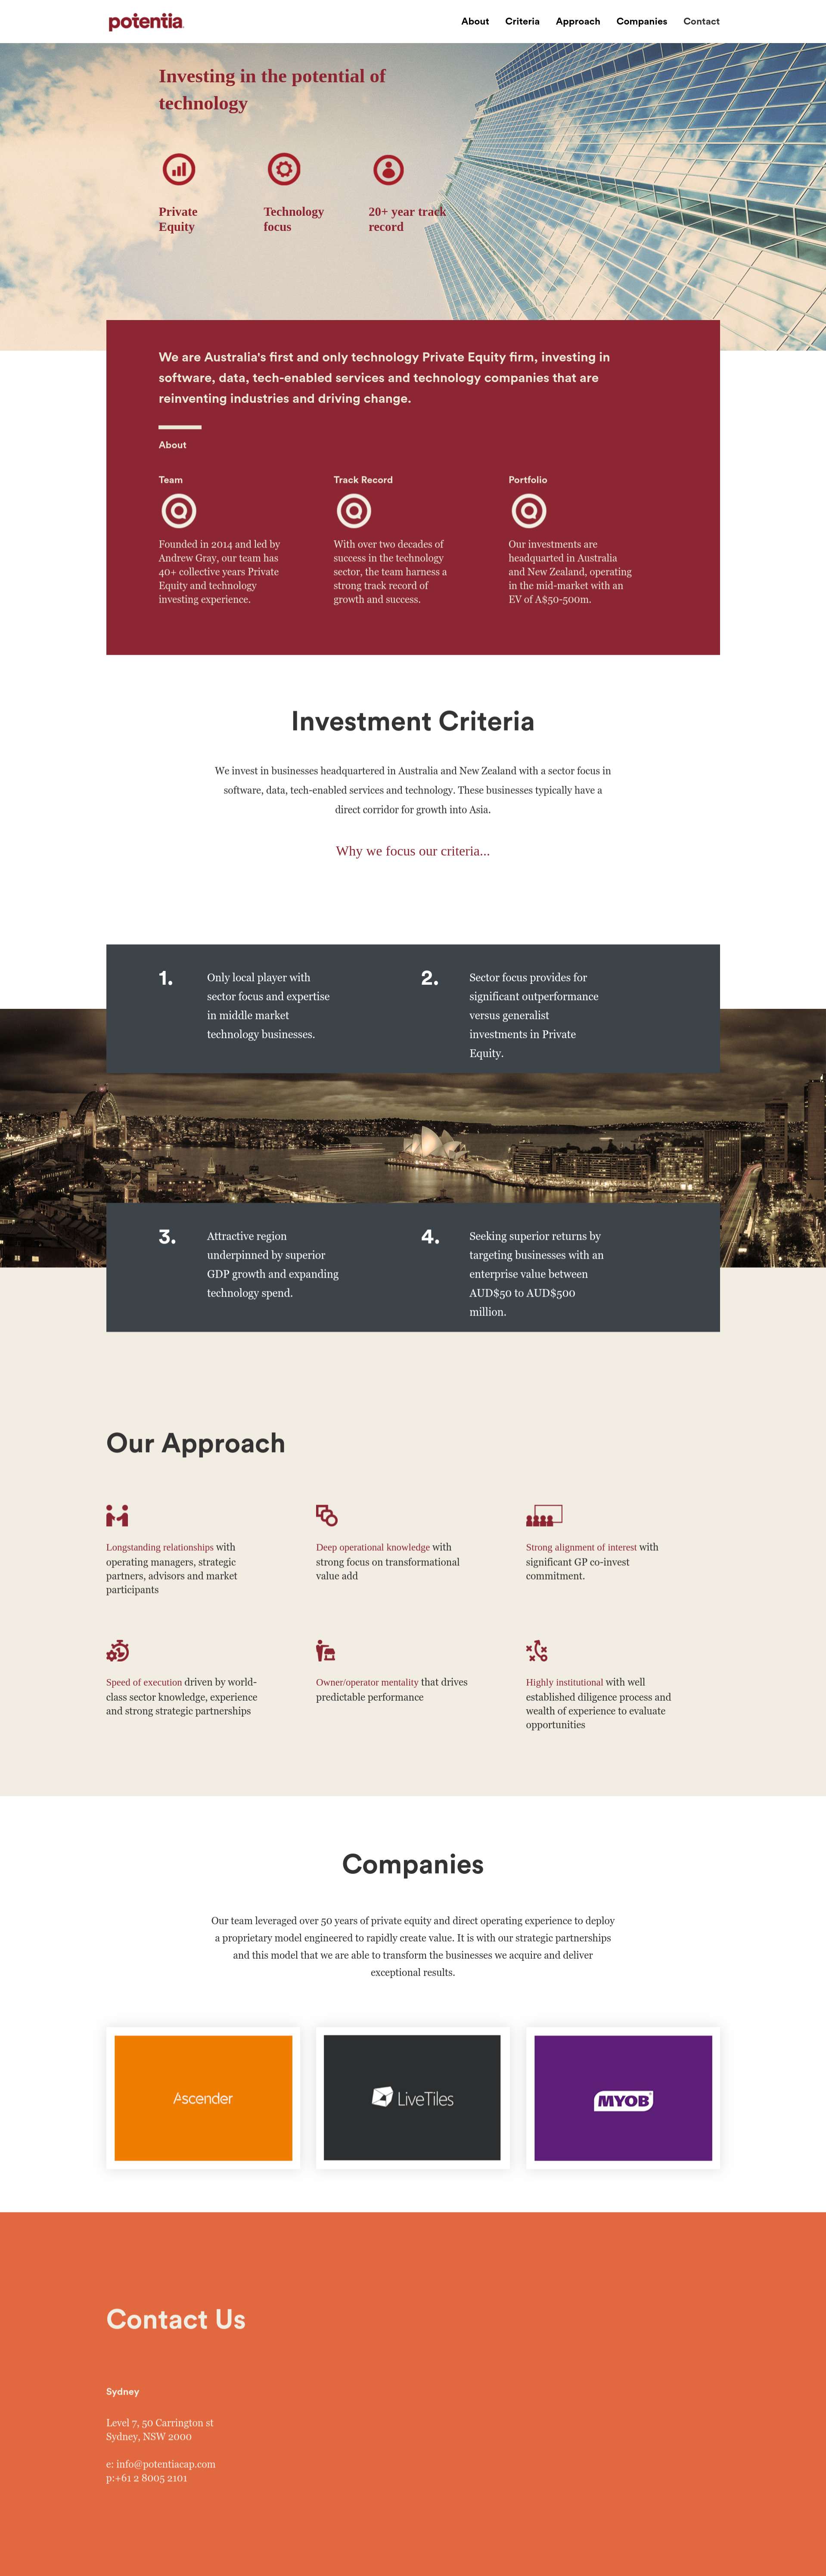 potentia
About Criteria Approach Companies Contact
Investing in the potential of
technology
Private
Equity
Technology
focus
20+ year track
record
We are Australia's first and only technology Private Equity firm, investing in
software, data, tech-enabled services and technology companies that are
reinventing industries and driving change.
About
Team
Founded in 2014 and led by
Andrew Gray, our team has
40+ collective years Private
Equity and technology
investing experience.
Track Record
With over two decades of
success in the technology
sector, the team harness a
strong track record of
growth and success.
Portfolio
Our investments are
headquarted in Australia
and New Zealand, operating
in the mid-market with an
EV of A$50-500m.
Investment Criteria
We invest in businesses headquartered in Australia and New Zealand with a sector focus in
software, data, tech-enabled services and technology. These businesses typically have a
direct corridor for growth into Asia.
Why we focus our criteria...
1.
Only local player with
sector focus and expertise
in middle market
technology businesses.
2.
Sector focus provides for
significant outperformance
versus generalist
investments in Private
Equity.
3.
Attractive region
underpinned by superior
GDP growth and expanding
technology spend.
4.
Seeking superior returns by
targeting businesses with an
enterprise value between
AUD$50 to AUD$500
million.
Our Approach
Longstanding relationships with
operating managers, strategic
partners, advisors and market
participants
Deep operational knowledge with
strong focus on transformational
value add
Strong alignment of interest with
significant GP co-invest
commitment.
Speed of execution driven by world-
class sector knowledge, experience
and strong strategic partnerships
Owner/operator mentality that drives
predictable performance
Highly institutional with well
established diligence process and
wealth of experience to evaluate
opportunities
Companies
Our team leveraged over 50 years of private equity and direct operating experience to deploy
a proprietary model engineered to rapidly create value. It is with our strategic partnerships
and this model that we are able to transform the businesses we acquire and deliver
exceptional results.
Ascender
LiveTiles
MYOB
Contact Us
Sydney
Level 7, 50 Carrington st
Sydney, NSW 2000
e: info@potentiacap.com
p:+61 2 8005 2101